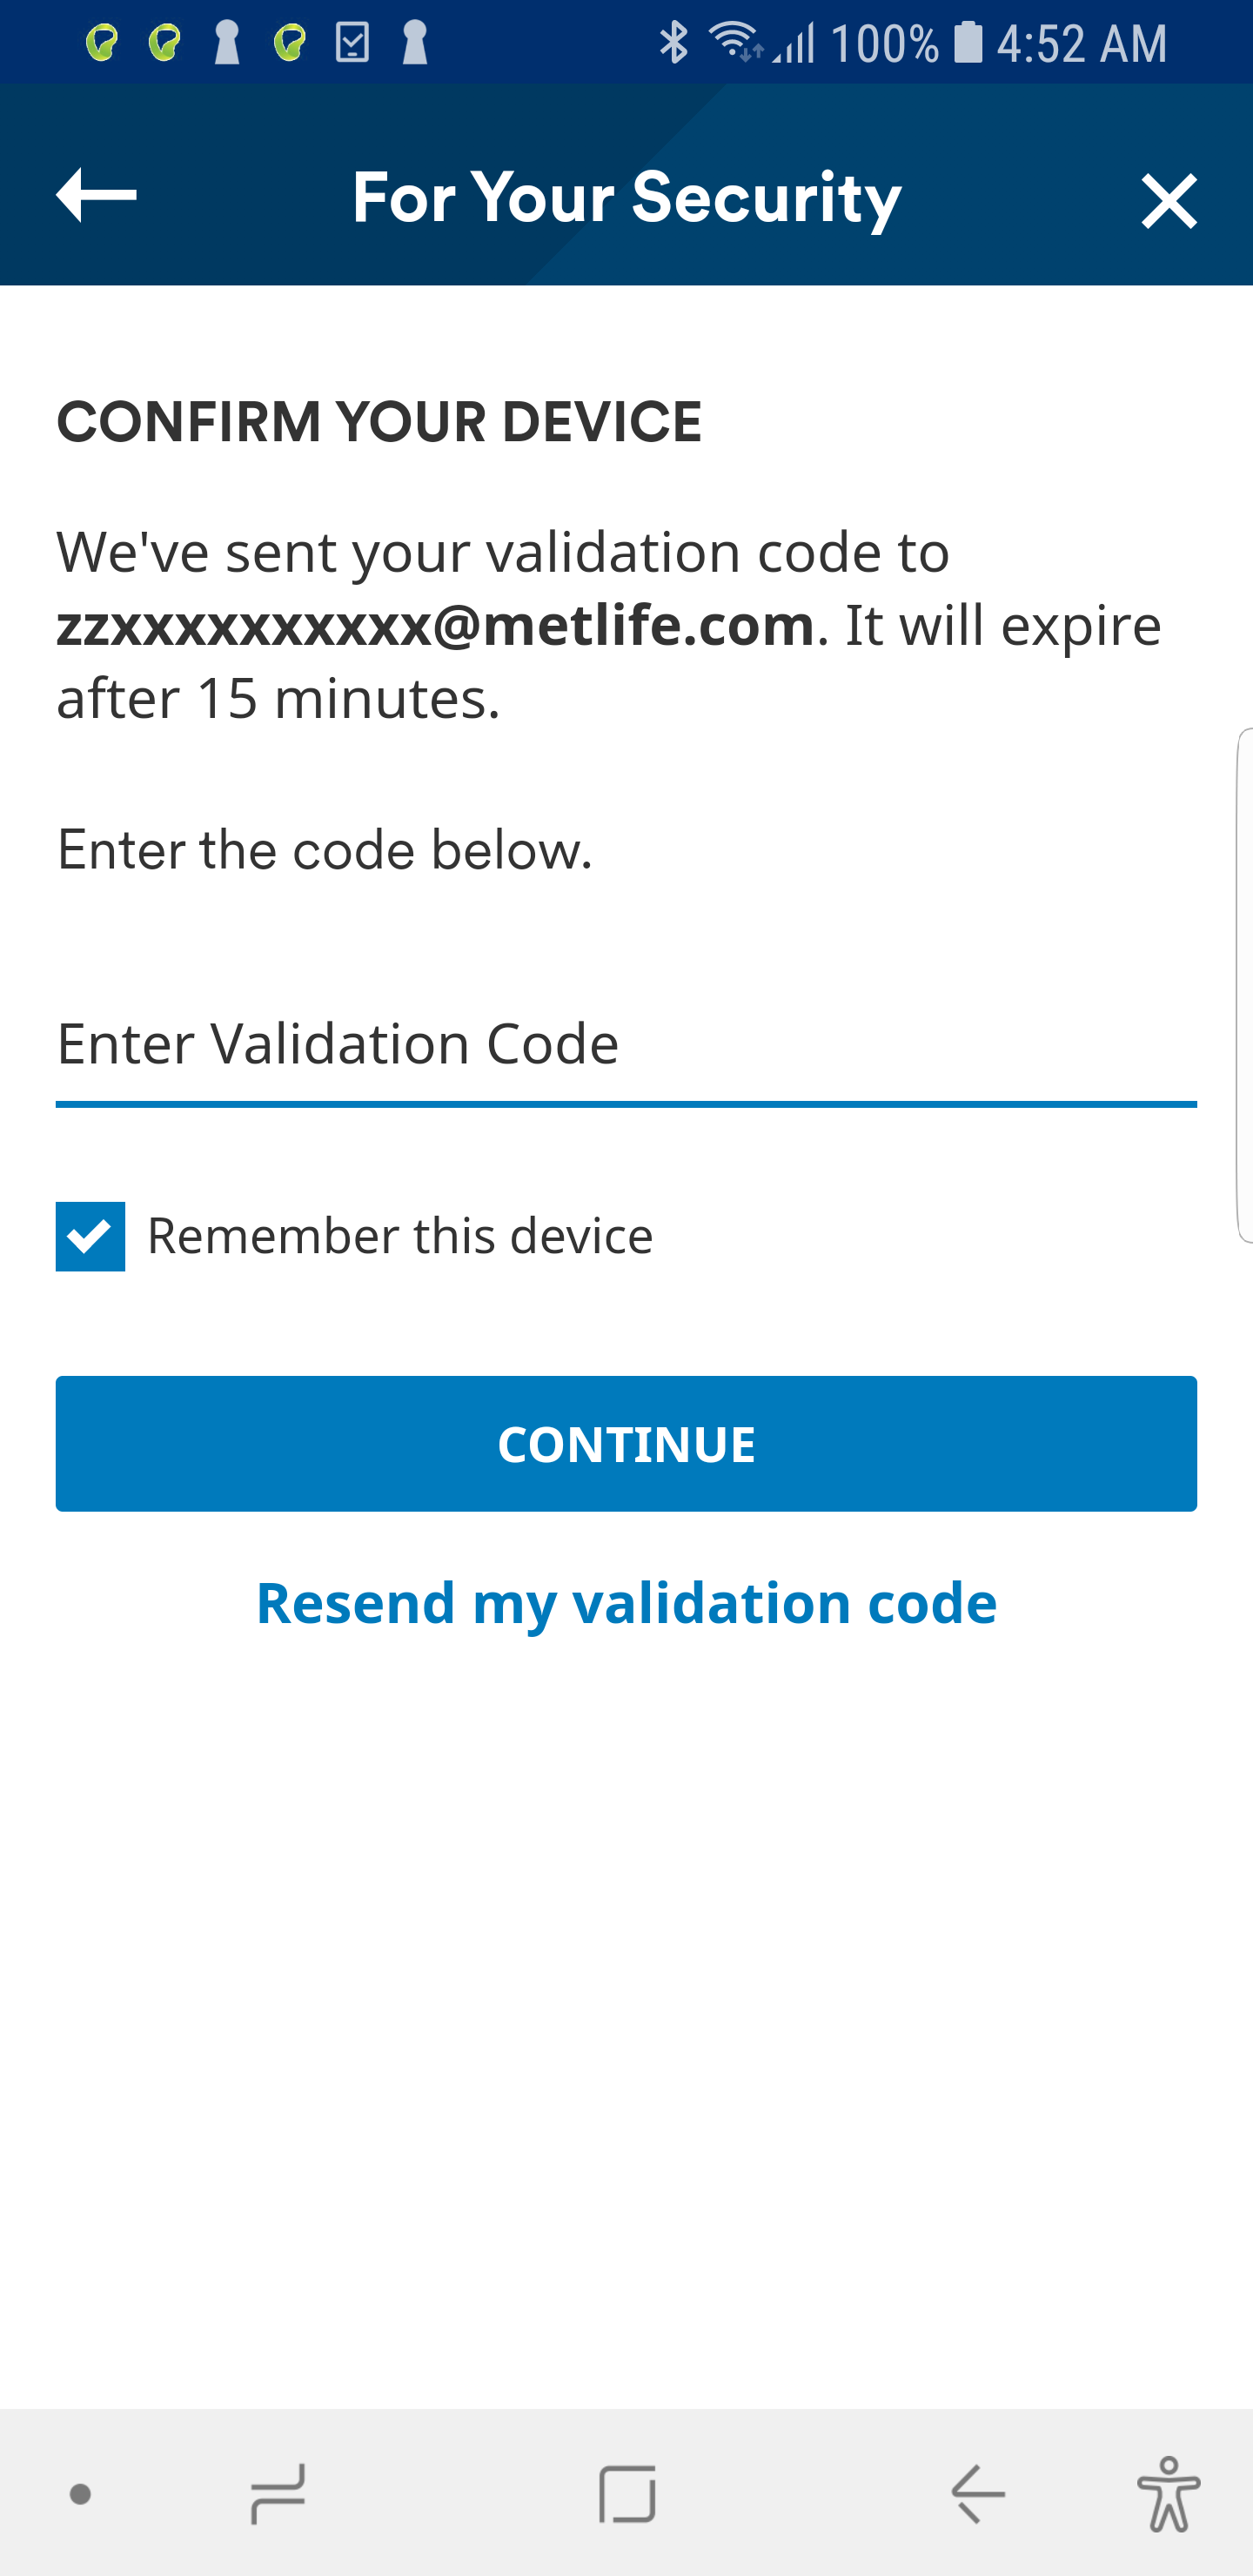 100% 4:52 AM
For Your Security
CONFIRM YOUR DEVICE
We've sent your validation code to
zzxxxxxxxxxx@metlife.com. It will expire
after 15 minutes.
Enter the code below.
Enter Validation Code
Remember this device
CONTINUE
Resend my validation code